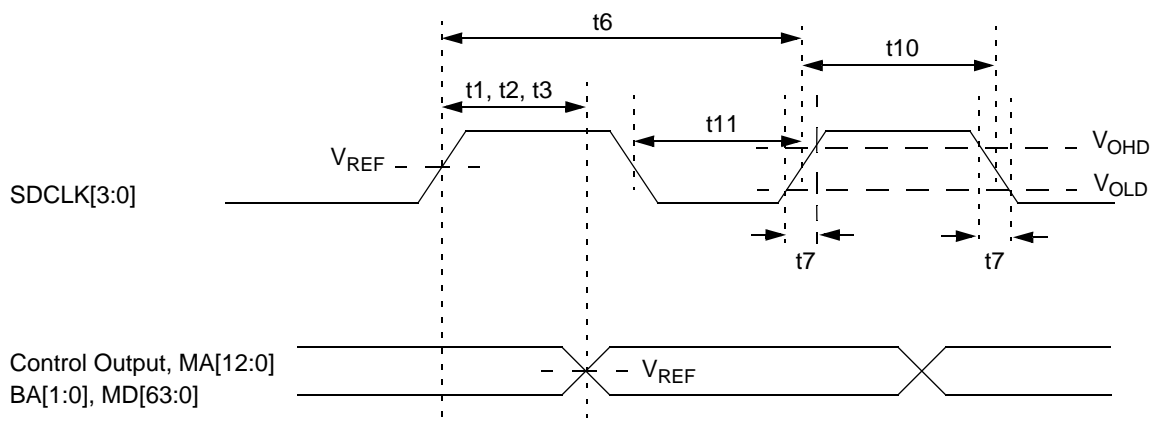 t6
t10
t1, t2, t3
t11
VREF
VOHD
VOLD
SDCLK[3:0]
t7
t7
Control Output, MA[12:0]
BA[1:0], MD[63:0]
VREF